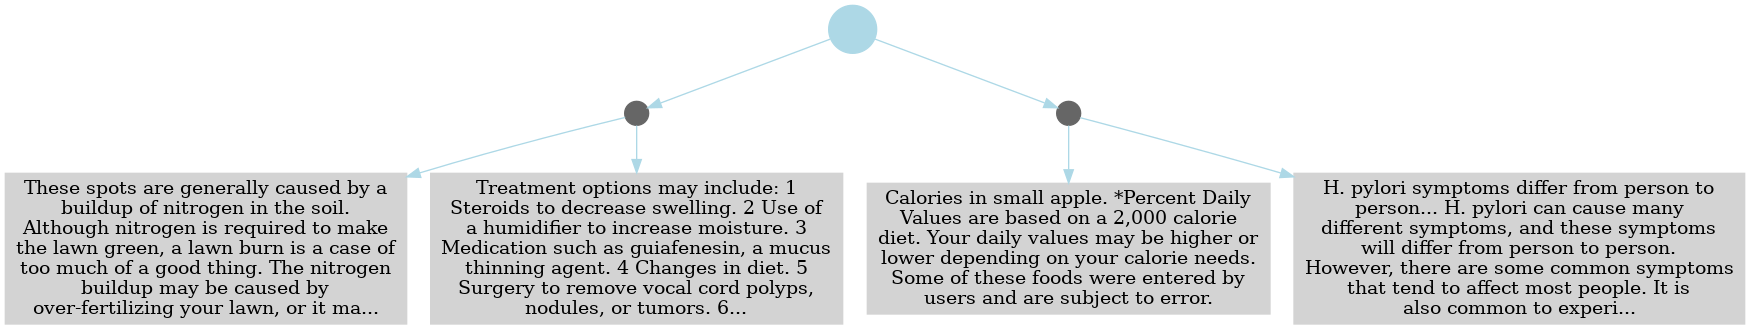 These spots are generally caused by a
buildup of nitrogen in the soil.
Although nitrogen is required to make
the lawn green, a lawn burn is a case of
too much of a good thing. The nitrogen
buildup may be caused by
over-fertilizing your lawn, or it ma...
Treatment options may include: 1
Steroids to decrease swelling. 2 Use of
a humidifier to increase moisture. 3
Medication such as guiafenesin, a mucus
thinning agent. 4 Changes in diet. 5
Surgery to remove vocal cord polyps,
nodules, or tumors. 6...
Calories in small apple. *Percent Daily
Values are based on a 2,000 calorie
diet. Your daily values may be higher or
lower depending on your calorie needs.
Some of these foods were entered by
users and are subject to error.
H. pylori symptoms differ from person to
person... H. pylori can cause many
different symptoms, and these symptoms
will differ from person to person.
However, there are some common symptoms
that tend to affect most people. It is
also common to experi...